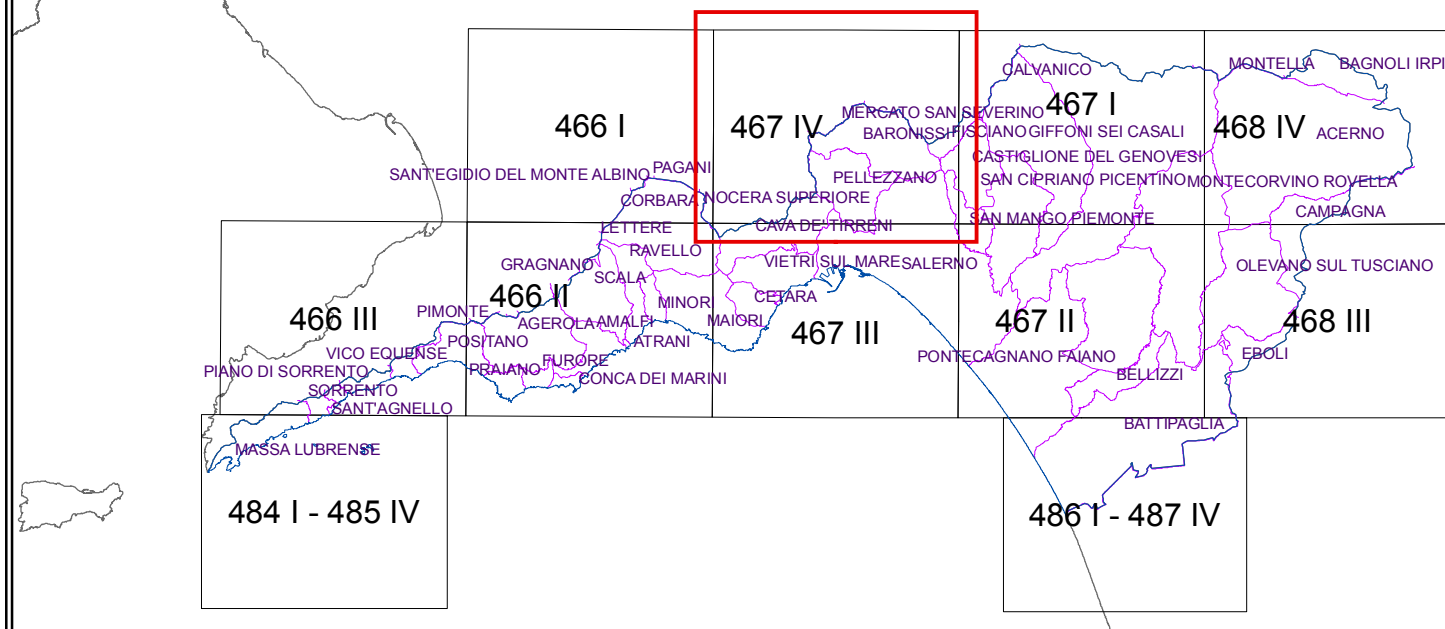 CALVANICO
MONTELLA
BAGNOLI IRPI
467 I
MERCATO SAN SEVERINO
466 I
467 IV
468 IV
BARONISSI
FISCIANO
GIFFONI SEI CASALI
ACERNO
CASTIGLIONE DEL GENOVESI
SANT'EGIDIO DEL MONTE ALBINO
PAGANI
PELLEZZANO
SAN CIPRIANO PICENTINO
MONTECORVINO ROVELLA
CORBARA
NOCERA SUPERIORE
CAMPAGNA
SAN MANGO PIEMONTE
LETTERE
CAVA DE' TIRRENI
RAVELLO
GRAGNANO
VIETRI SUL MARE
SALERNO
OLEVANO SUL TUSCIANO
SCALA
466 II
CETARA
MINORI
PIMONTE
466 III
AGEROLA
AMALFI
MAIORI
467 III
467 II
468 III
POSITANO
ATRANI
VICO EQUENSE
FURORE
PONTECAGNANO FAIANO
EBOLI
PIANO DI SORRENTO
PRAIANO
CONCA DEI MARINI
BELLIZZI
SORRENTO
SANT'AGNELLO
BATTIPAGLIA
MASSA LUBRENSE
484 I - 485 IV
486 I - 487 IV